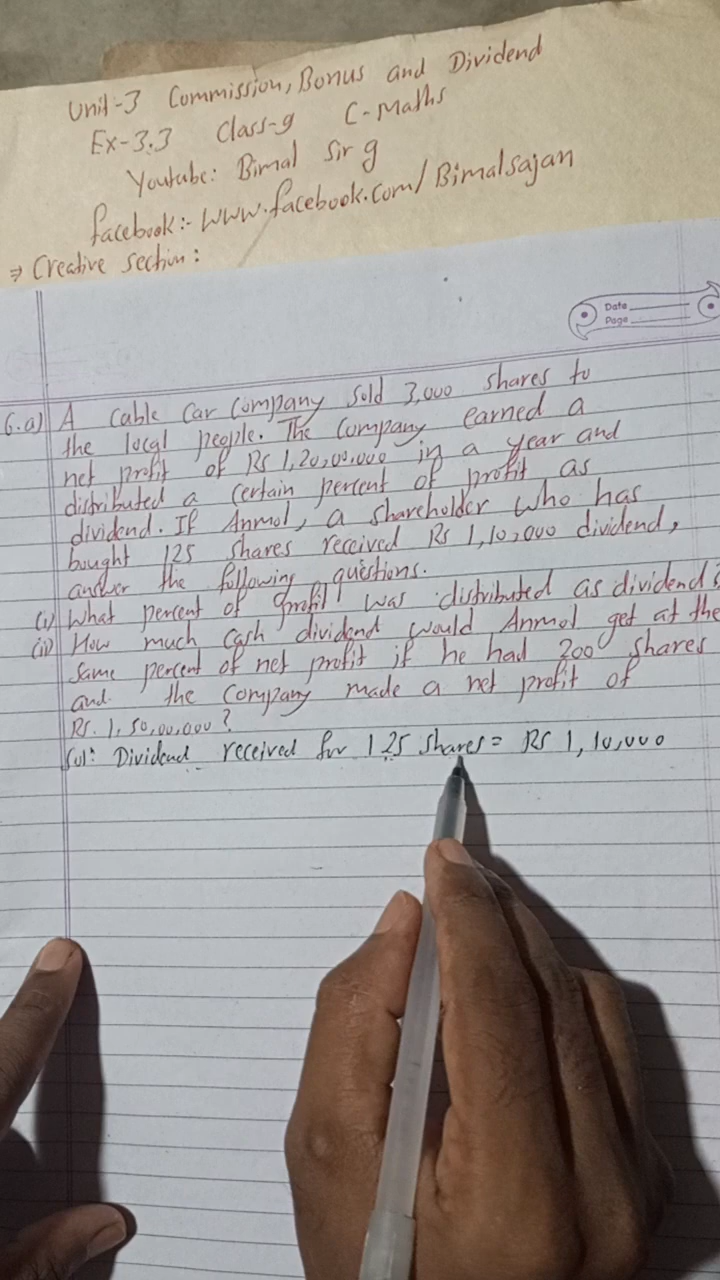 Unit-3 Commission, Bonus and Dividend
Ex-3.3 Class-9 C-Maths
Youtube: Bimal Sir g
facebook:- www.facebook.com/Bimalsajan
⇒ Creative section:
Date
Page
6.a) A Cable Car Company sold 3,000 shares to
the local people. The Company earned a
net profit of Rs 1,20,00,000 in a year and
distributed a certain percent of profit as
dividend. If Anmol, a shareholder who has
bought 125 shares received Rs 1,10,000 dividend,
answer the following questions.
(i) What percent of profit was distributed as dividend?
(ii) How much cash dividend would Anmol get at the
same percent of net profit if he had 200 shares
and the company made a net profit of
Rs. 1,50,00,000?
Sol: Dividend received for 125 shares = Rs 1,10,000